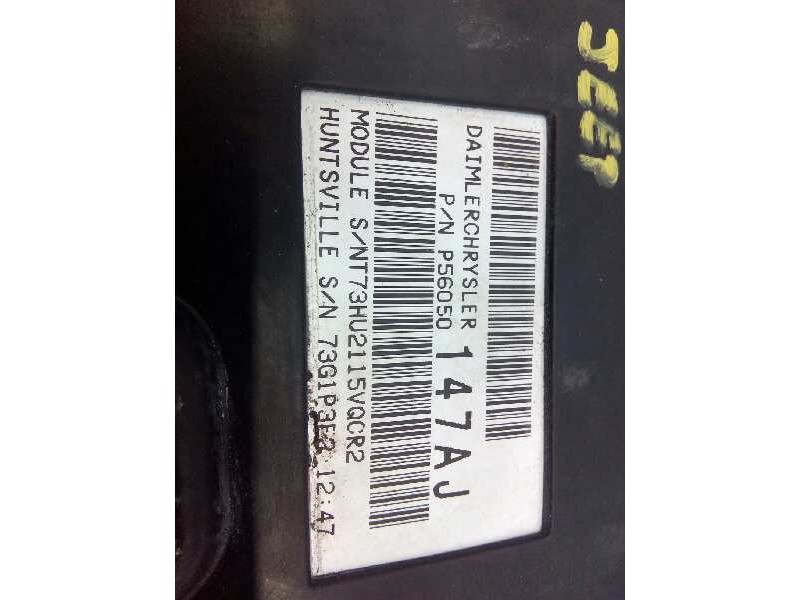 JEEP
DAIMLERCHRYSLER
P/N P56050 147AJ
MODULE S/NT73HU2115VQCR2
HUNTSVILLE S/N 73G1P3E2 12:47